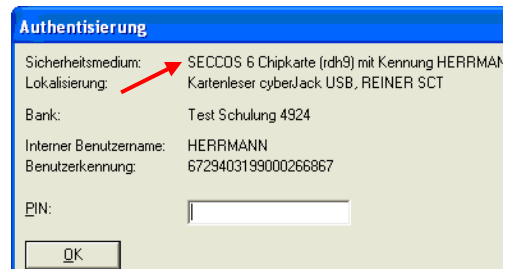 Authentisierung
Sicherheitsmedium: SECCOS 6 Chipkarte (rdh9) mit Kennung HERRMAN
Lokalisierung: Kartenleser cyberJack USB, REINER SCT
Bank: Test Schulung 4924
Interner Benutzername: HERRMANN
Benutzerkennung: 6729403199000266867
PIN:
OK